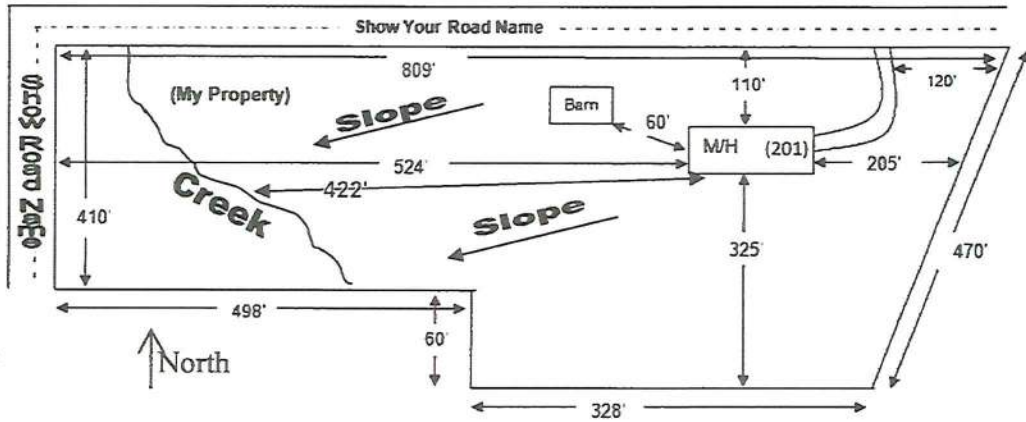 Show Your Road Name
Show Road Name
809'
(My Property)
Slope
Barn
60'
110'
120'
M/H (201)
524'
205'
422'
Creek
410'
Slope
325'
470'
498'
60'
North
328'